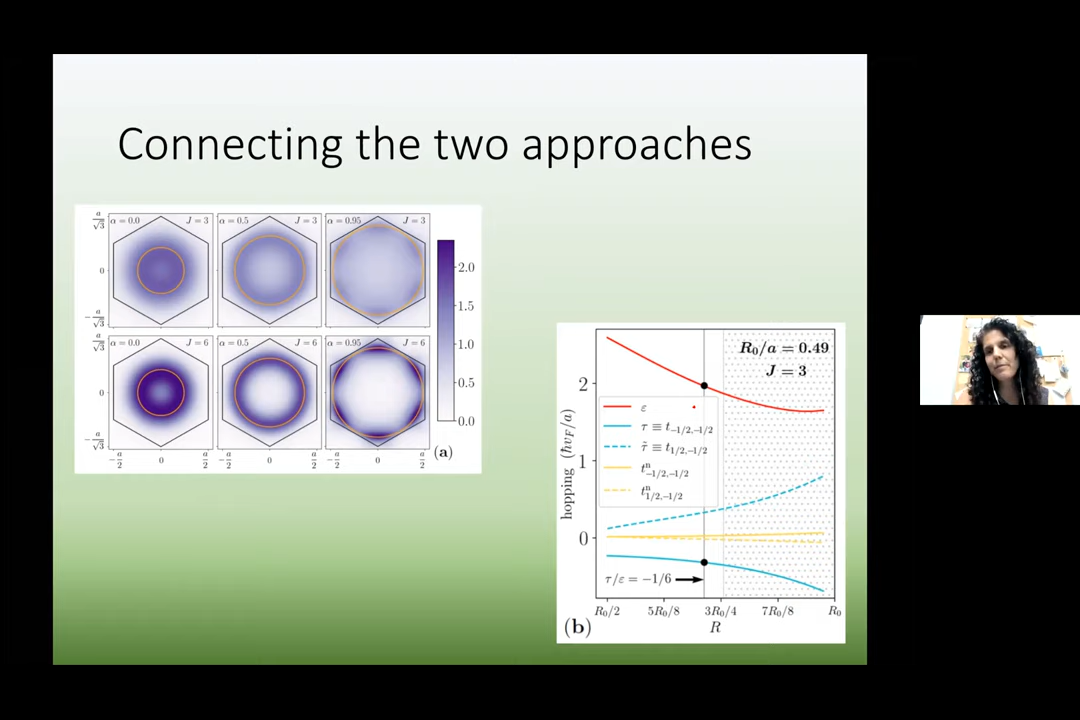 Connecting the two approaches
a/√3 α = 0.0 J = 3 α = 0.5 J = 3 α = 0.95 J = 3
0
−a/√3
2.0
1.5
1.0
0.5
0.0
a/√3 α = 0.0 J = 6 α = 0.5 J = 6 α = 0.95 J = 6
0
−a/√3
−a/2 0 a/2 −a/2 0 a/2 −a/2 0 a/2
(a)
R₀/a = 0.49
J = 3
hopping (ħv_F/a)
2
1
0
ε
τ ≡ t₋₁/₂,₋₁/₂
τ̃ ≡ t₁/₂,₋₁/₂
tⁿ₋₁/₂,₋₁/₂
tⁿ₁/₂,₋₁/₂
τ/ε = −1/6
R₀/2 5R₀/8 3R₀/4 7R₀/8 R₀
R
(b)